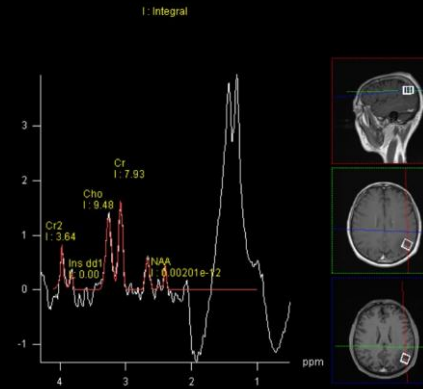 I : Integral
3
2
1
0
-1
Cr
I : 7.93
Cho
I : 9.48
Cr2
I : 3.64
Ins dd1
I : 0.00
NAA
I : 0.00201e-12
4
3
2
1
ppm